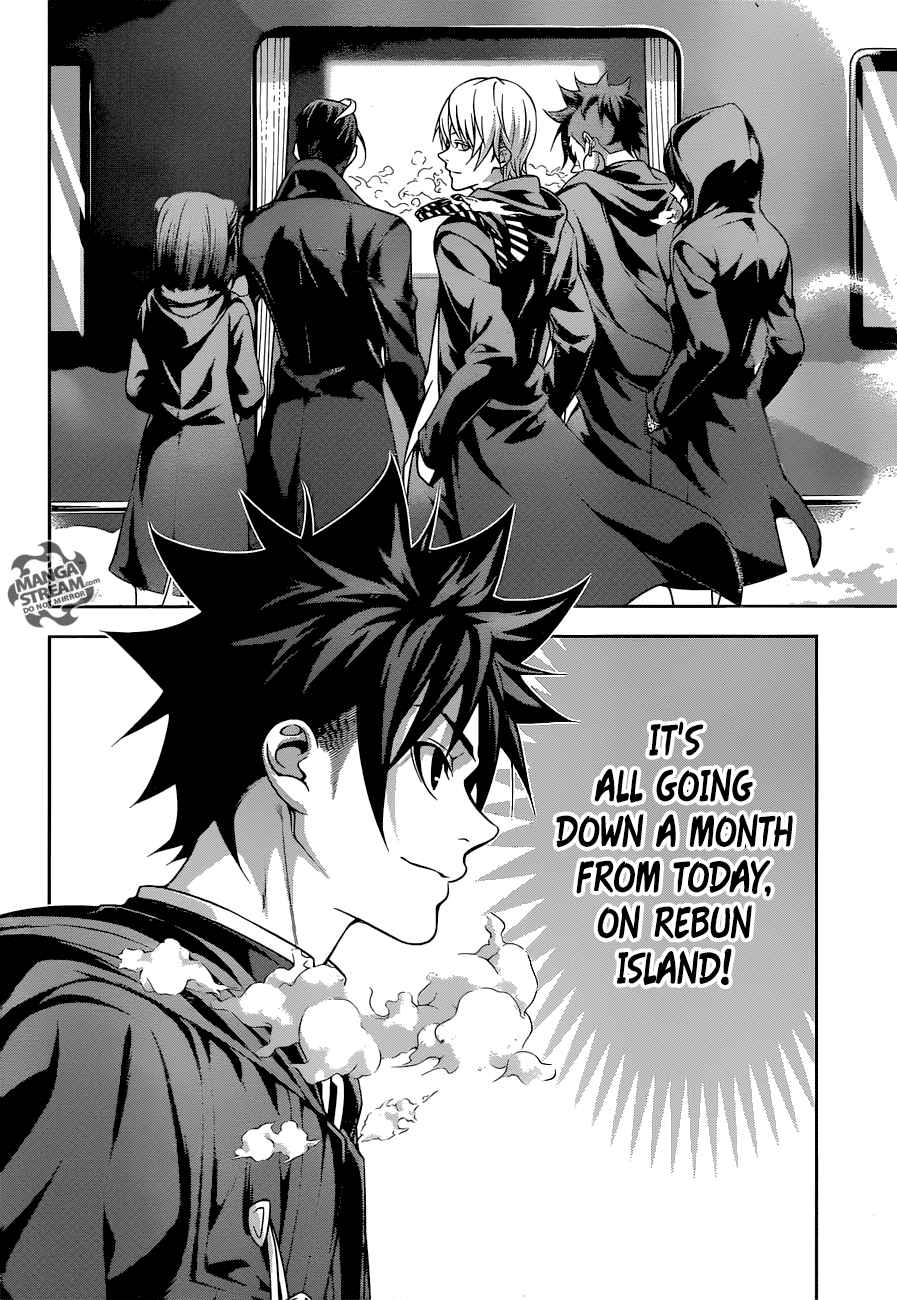 MANGA
STREAM.com
DO NOT MIRROR!
IT'S
ALL GOING
DOWN A MONTH
FROM TODAY,
ON REBUN
ISLAND!